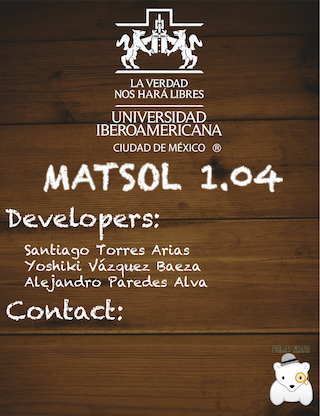 LA VERDAD
NOS HARÁ LIBRES
UNIVERSIDAD
IBEROAMERICANA
CIUDAD DE MÉXICO ®
MATSOL 1.04
Developers:
Santiago Torres Arias
Yoshiki Vázquez Baeza
Alejandro Paredes Alva
Contact: